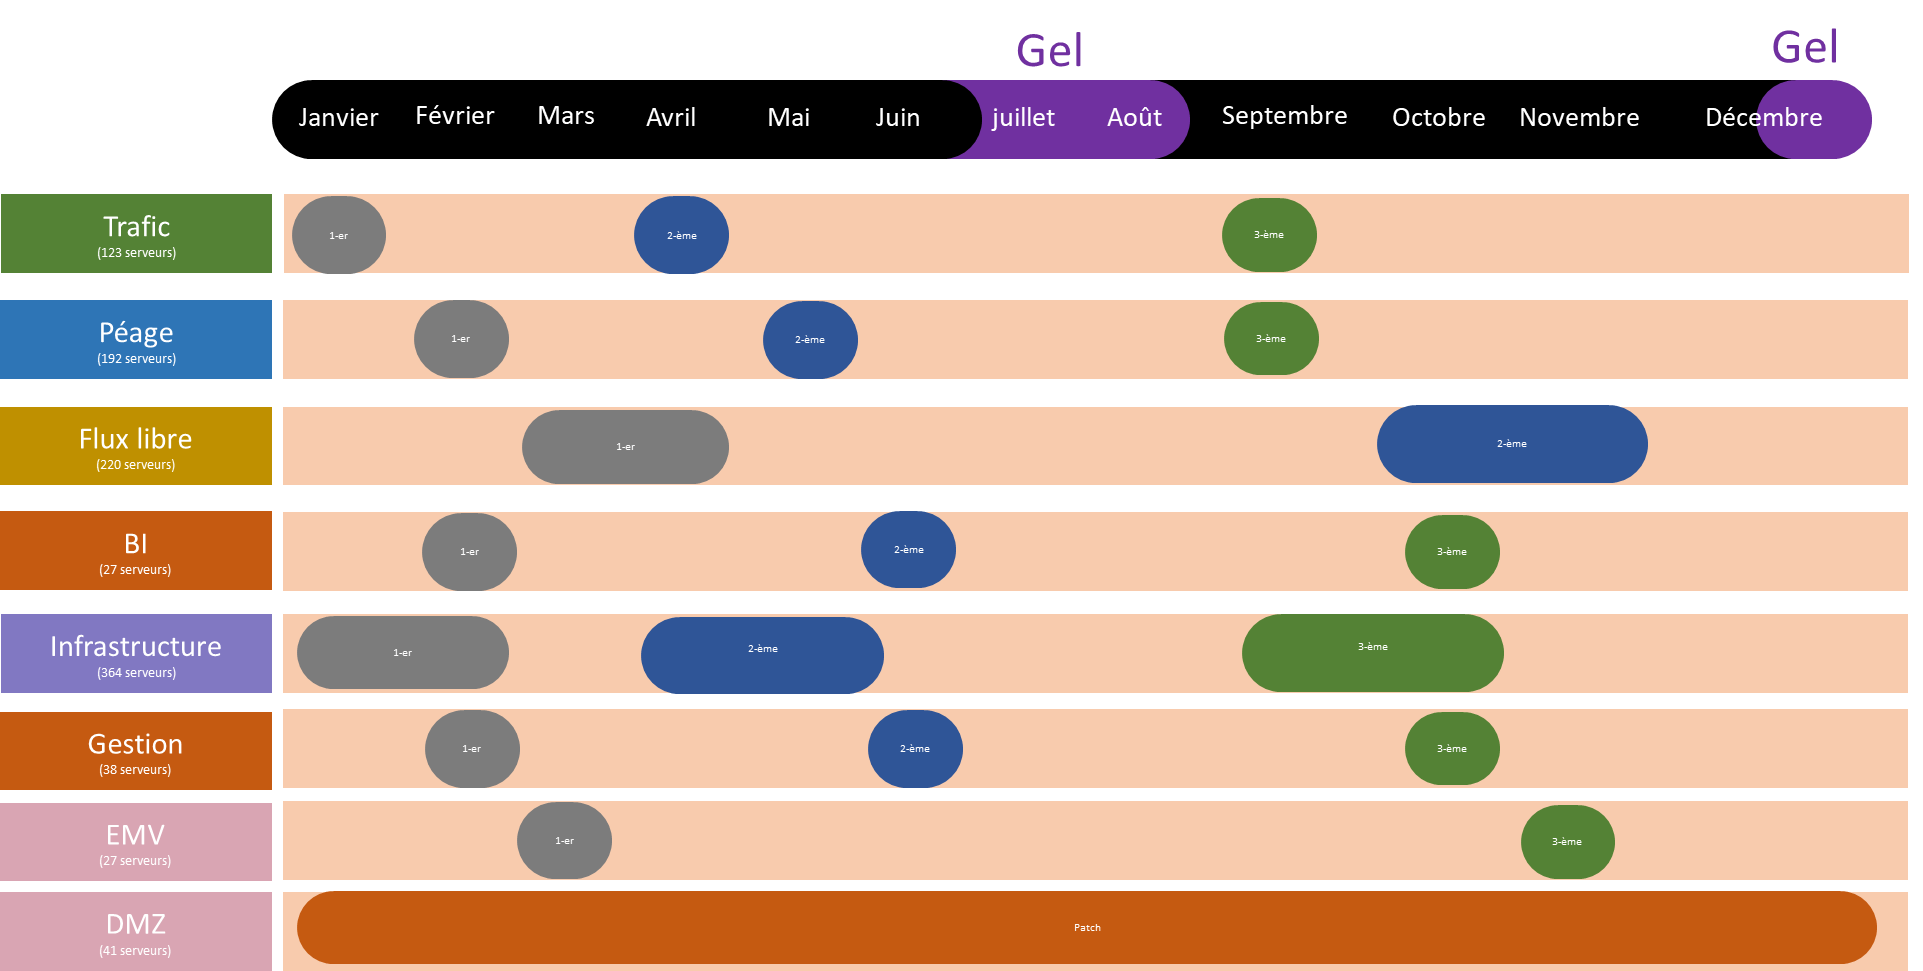 Gel
Gel
Janvier
Février
Mars
Avril
Mai
Juin
juillet
Août
Septembre
Octobre
Novembre
Décembre
Trafic
(123 serveurs)
1-er
2-ème
3-ème
Péage
(192 serveurs)
1-er
2-ème
3-ème
Flux libre
(220 serveurs)
1-er
2-ème
BI
(27 serveurs)
1-er
2-ème
3-ème
Infrastructure
(364 serveurs)
1-er
2-ème
3-ème
Gestion
(38 serveurs)
1-er
2-ème
3-ème
EMV
(27 serveurs)
1-er
3-ème
DMZ
(41 serveurs)
Patch